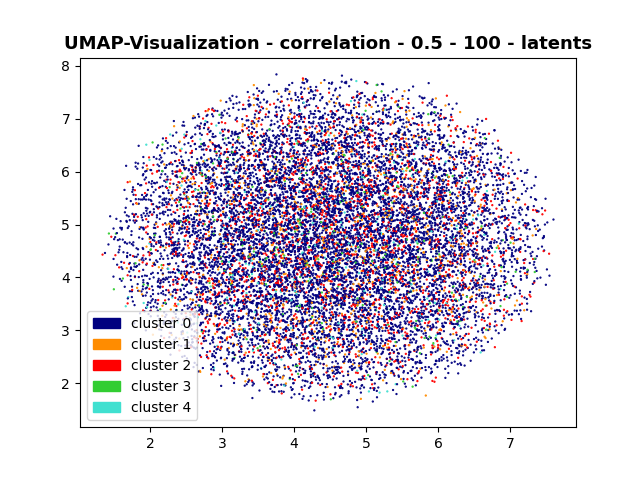 UMAP-Visualization - correlation - 0.5 - 100 - latents
8
7
6
5
4
3
2
cluster 0
cluster 1
cluster 2
cluster 3
cluster 4
2 3 4 5 6 7